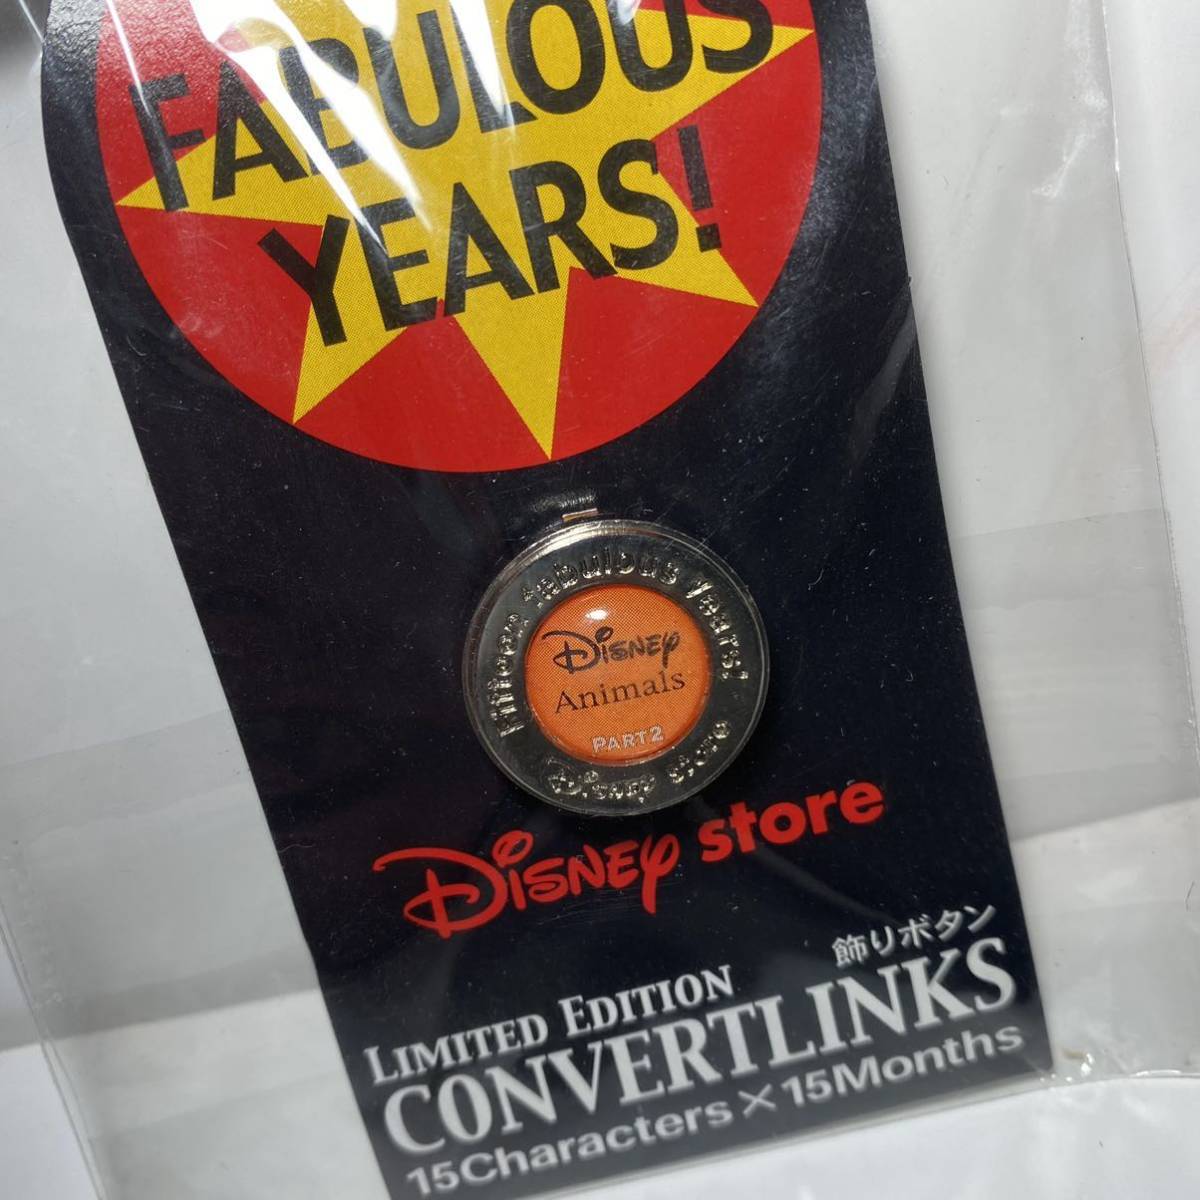 FABULOUS
YEARS!
Fifteen fabulous years!
Disney
Animals
PART2
Disney Store
Disney store
飾りボタン
LIMITED EDITION
CONVERTLINKS
15Characters×15Months